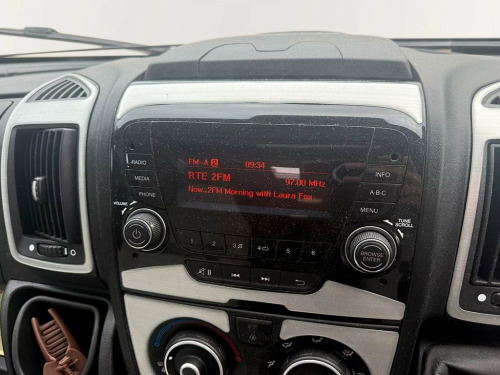 FM-A 2 09:34
RTE 2FM 97.00 MHz
Now..2FM Morning with Laura Fox
RADIO
MEDIA
PHONE
INFO
A-B-C
MENU
VOLUME
TUNE
SCROLL
BROWSE
ENTER
1 2 3 4 5 6